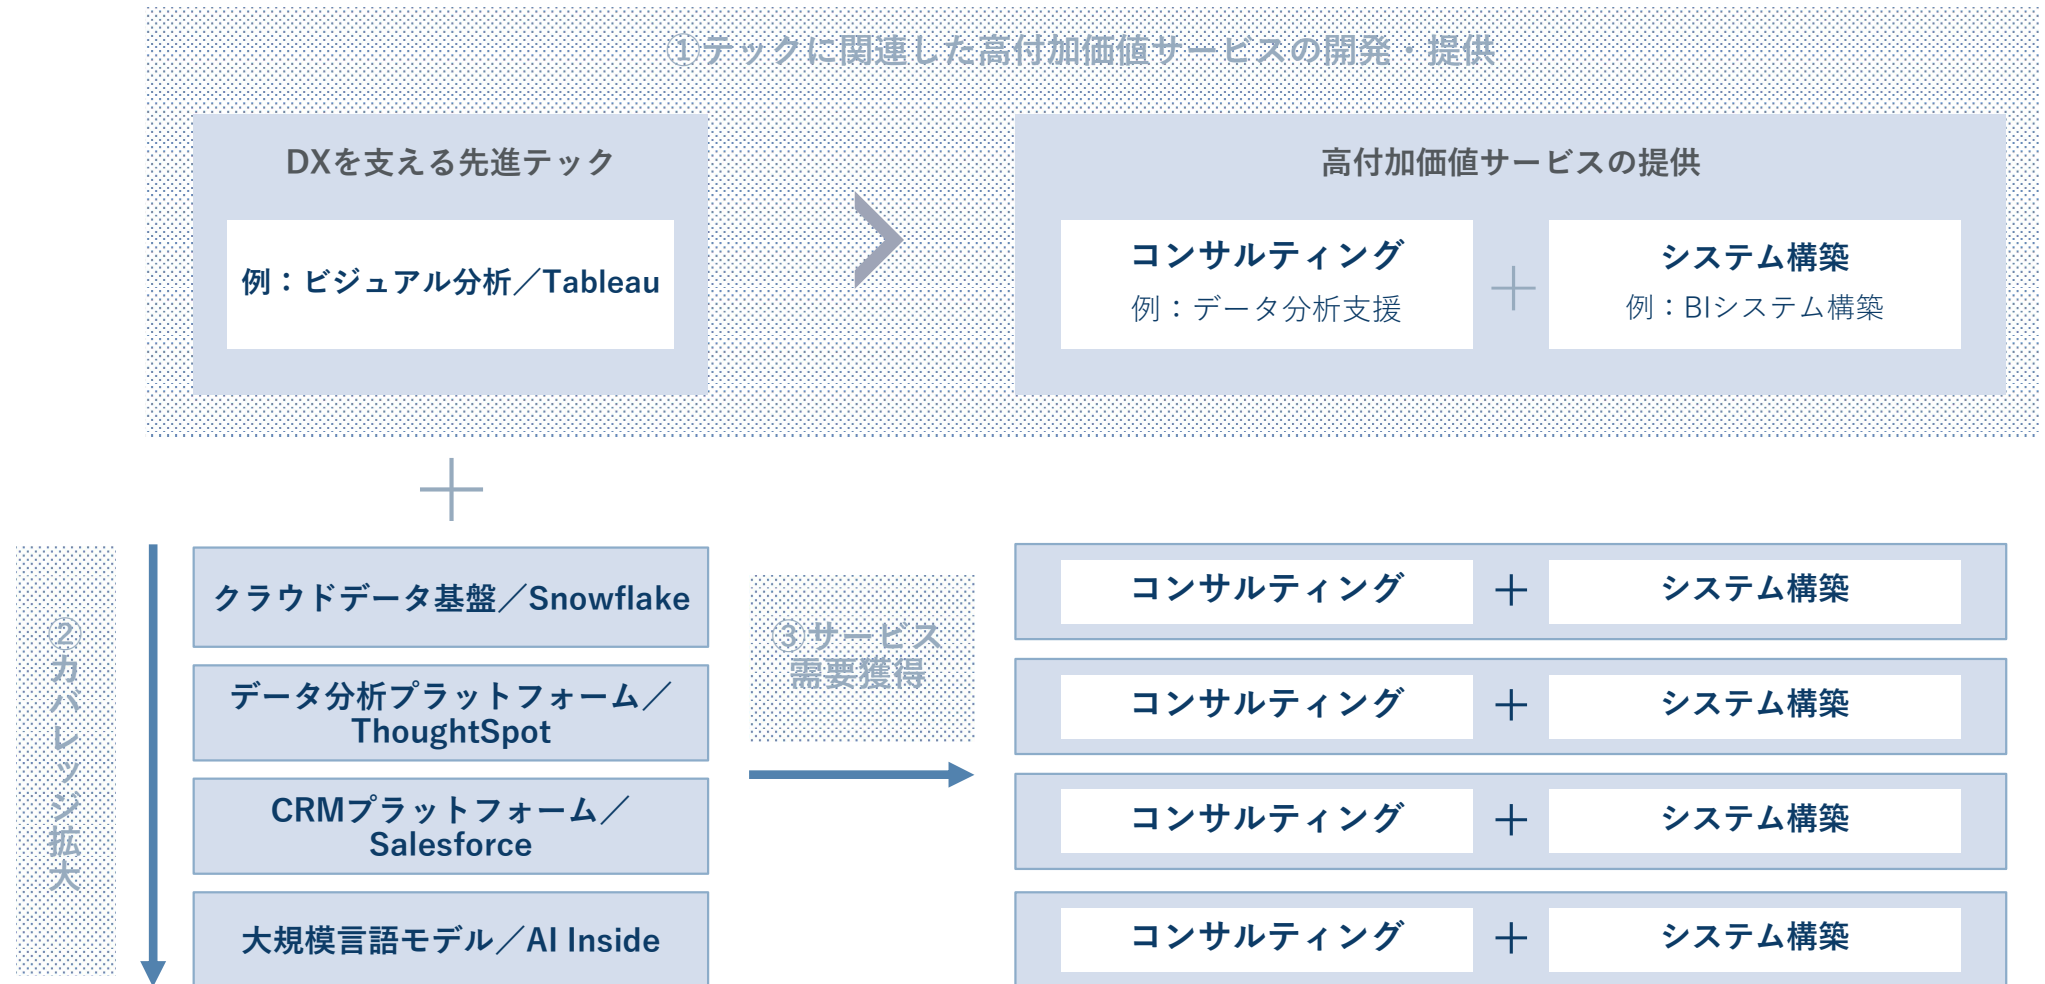 ①テックに関連した高付加価値サービスの開発・提供
DXを支える先進テック
例：ビジュアル分析／Tableau
高付加価値サービスの提供
コンサルティング
例：データ分析支援
＋
システム構築
例：BIシステム構築
＋
②カバレッジ拡大
クラウドデータ基盤／Snowflake
データ分析プラットフォーム／
ThoughtSpot
CRMプラットフォーム／
Salesforce
大規模言語モデル／AI Inside
③サービス
需要獲得
コンサルティング ＋ システム構築
コンサルティング ＋ システム構築
コンサルティング ＋ システム構築
コンサルティング ＋ システム構築